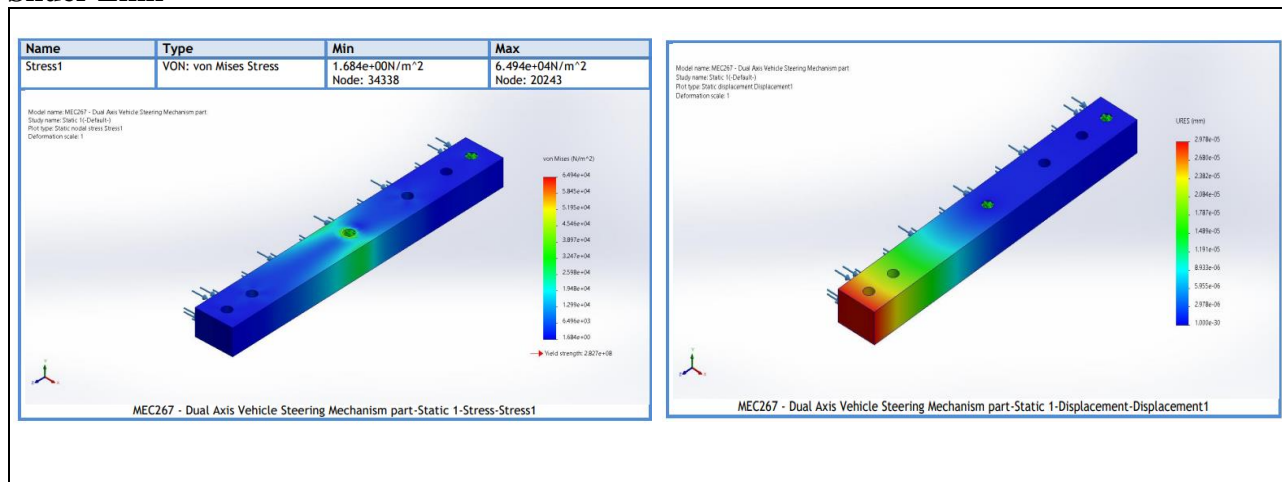 Slider Link
Name Type Min Max
Stress1 VON: von Mises Stress 1.684e+00N/m^2 6.494e+04N/m^2
Node: 34338 Node: 20243
Model name: MEC267 - Dual Axis Vehicle Steering Mechanism part
Study name: Static 1(-Default-)
Plot type: Static nodal stress Stress1
Deformation scale: 1
von Mises (N/m^2)
6.494e+04
5.845e+04
5.195e+04
4.546e+04
3.897e+04
3.247e+04
2.598e+04
1.948e+04
1.299e+04
6.496e+03
1.684e+00
Yield strength: 2.827e+08
MEC267 - Dual Axis Vehicle Steering Mechanism part-Static 1-Stress-Stress1
Model name: MEC267 - Dual Axis Vehicle Steering Mechanism part
Study name: Static 1(-Default-)
Plot type: Static displacement Displacement1
Deformation scale: 1
URES (mm)
2.978e-05
2.680e-05
2.382e-05
2.084e-05
1.787e-05
1.489e-05
1.191e-05
8.933e-06
5.955e-06
2.978e-06
1.000e-30
MEC267 - Dual Axis Vehicle Steering Mechanism part-Static 1-Displacement-Displacement1